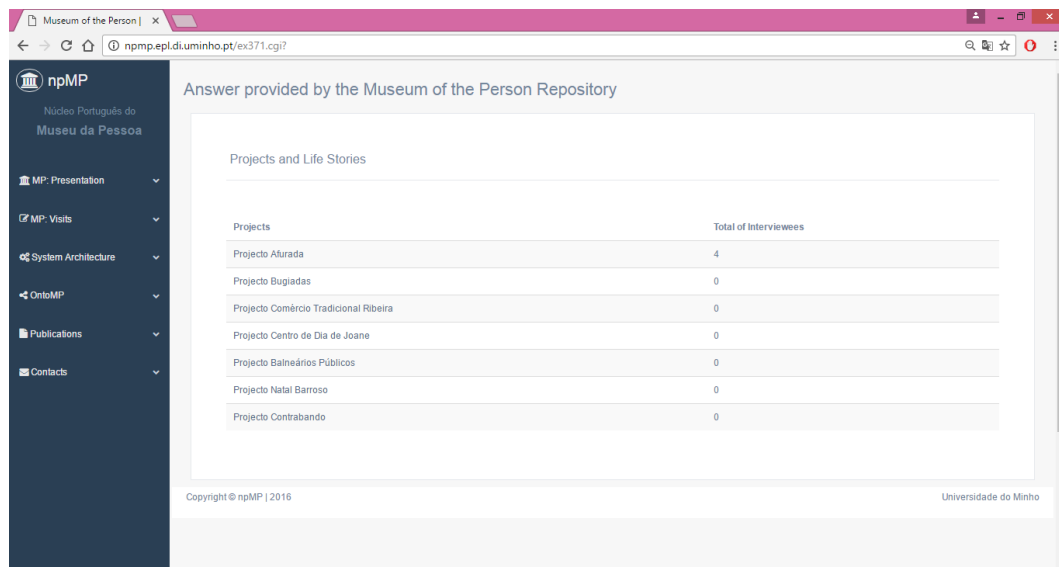 Museum of the Person |
npmp.epl.di.uminho.pt/ex371.cgi?
npMP
Núcleo Português do
Museu da Pessoa
MP: Presentation
MP: Visits
System Architecture
OntoMP
Publications
Contacts
Answer provided by the Museum of the Person Repository
Projects and Life Stories
Projects Total of Interviewees
Projecto Afurada 4
Projecto Bugiadas 0
Projecto Comércio Tradicional Ribeira 0
Projecto Centro de Dia de Joane 0
Projecto Balneários Públicos 0
Projecto Natal Barroso 0
Projecto Contrabando 0
Copyright © npMP | 2016 Universidade do Minho